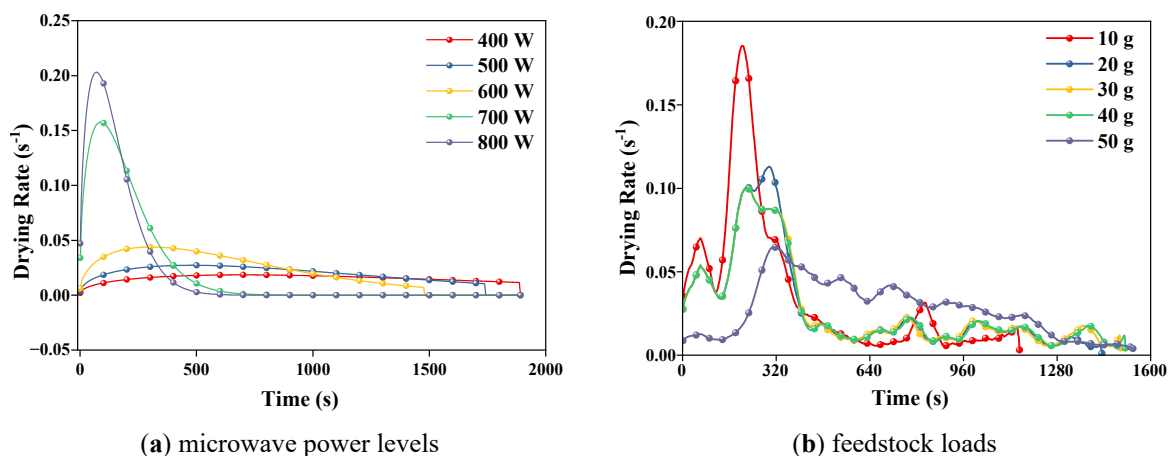 0.25
0.20
0.15
0.10
0.05
0.00
−0.05
Drying Rate (s⁻¹)
400 W
500 W
600 W
700 W
800 W
0 500 1000 1500 2000
Time (s)
(a) microwave power levels
0.20
0.15
0.10
0.05
0.00
Drying Rate (s⁻¹)
10 g
20 g
30 g
40 g
50 g
0 320 640 960 1280 1600
Time (s)
(b) feedstock loads